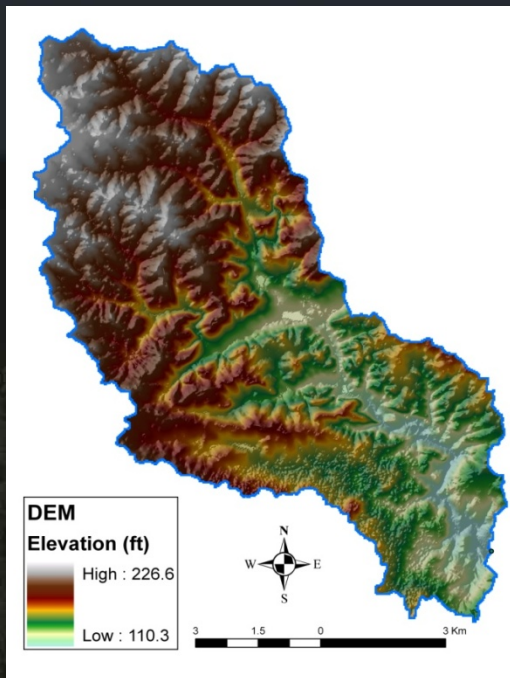 DEM
Elevation (ft)
High : 226.6
Low : 110.3
N
W E
S
3 1.5 0 3 Km